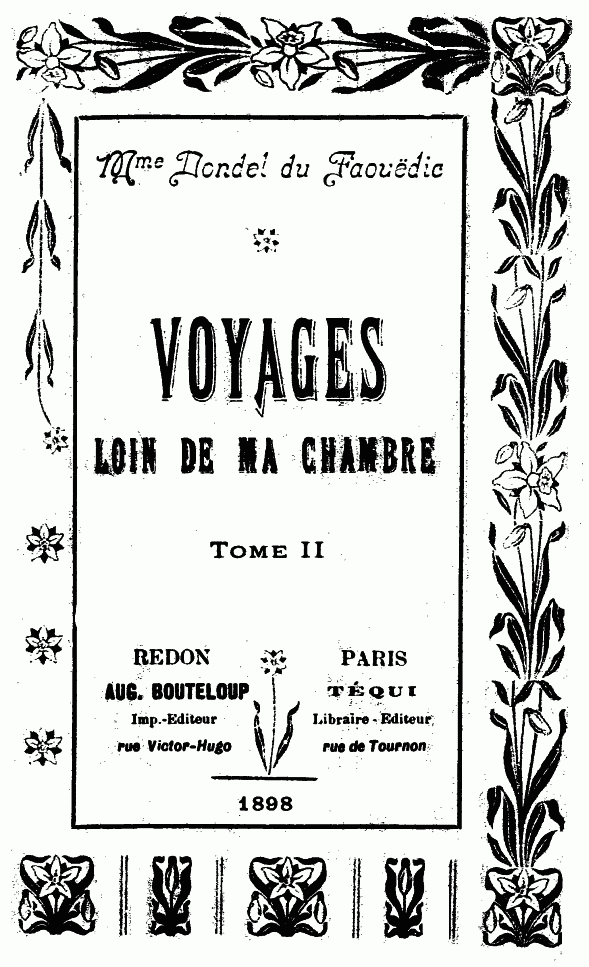 Mme Dondel du Faouëdic
VOYAGES
LOIN DE MA CHAMBRE
TOME II
REDON
AUG. BOUTELOUP
Imp.-Editeur
rue Victor-Hugo
PARIS
TÉQUI
Libraire-Editeur
rue de Tournon
1898